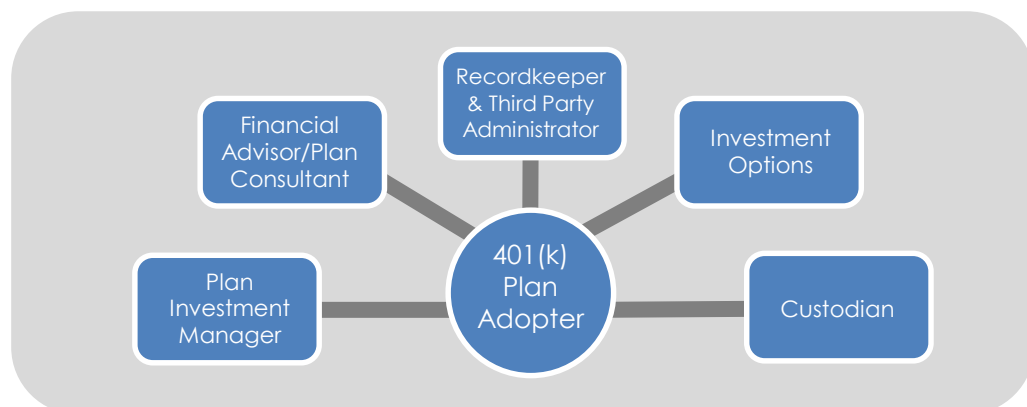 Recordkeeper
& Third Party
Administrator
Financial
Advisor/Plan
Consultant
Investment
Options
401(k)
Plan
Adopter
Plan
Investment
Manager
Custodian